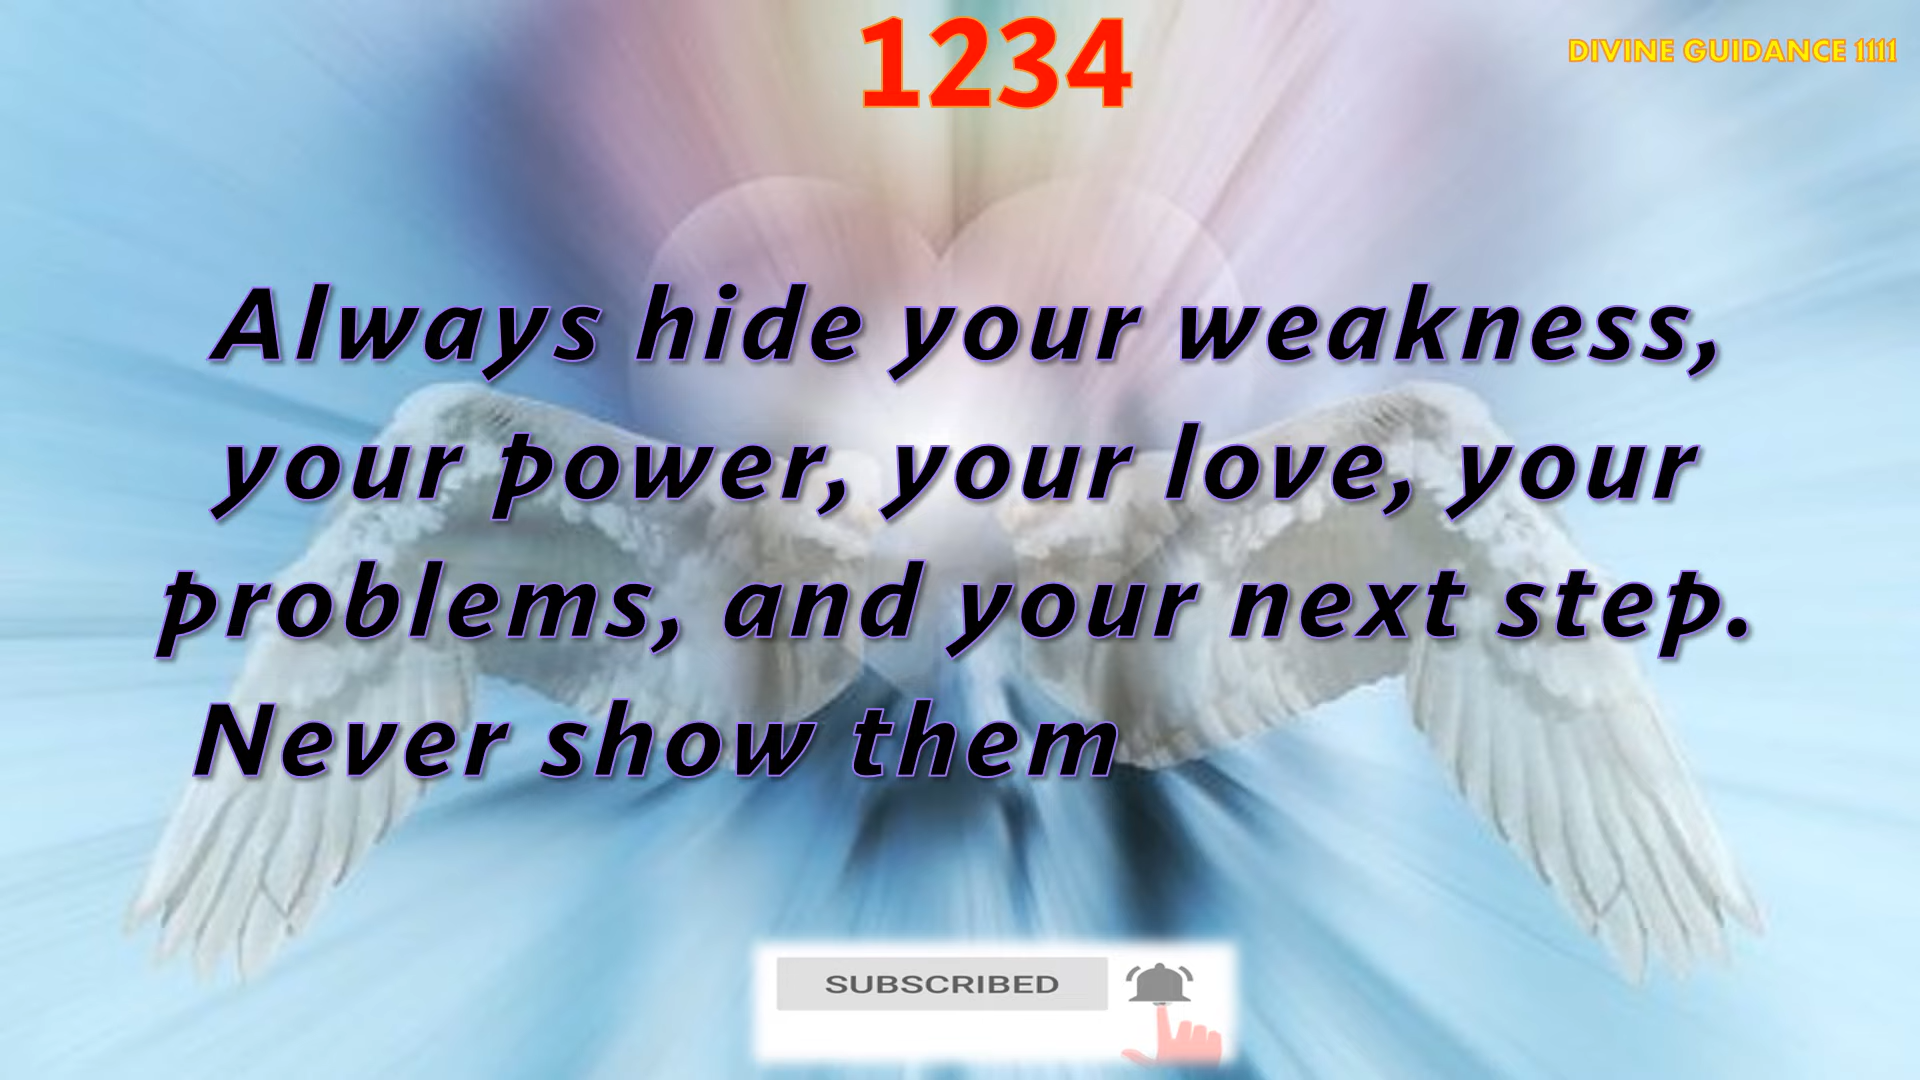 1234
DIVINE GUIDANCE 1111
Always hide your weakness,
your power, your love, your
problems, and your next step.
Never show them
SUBSCRIBED